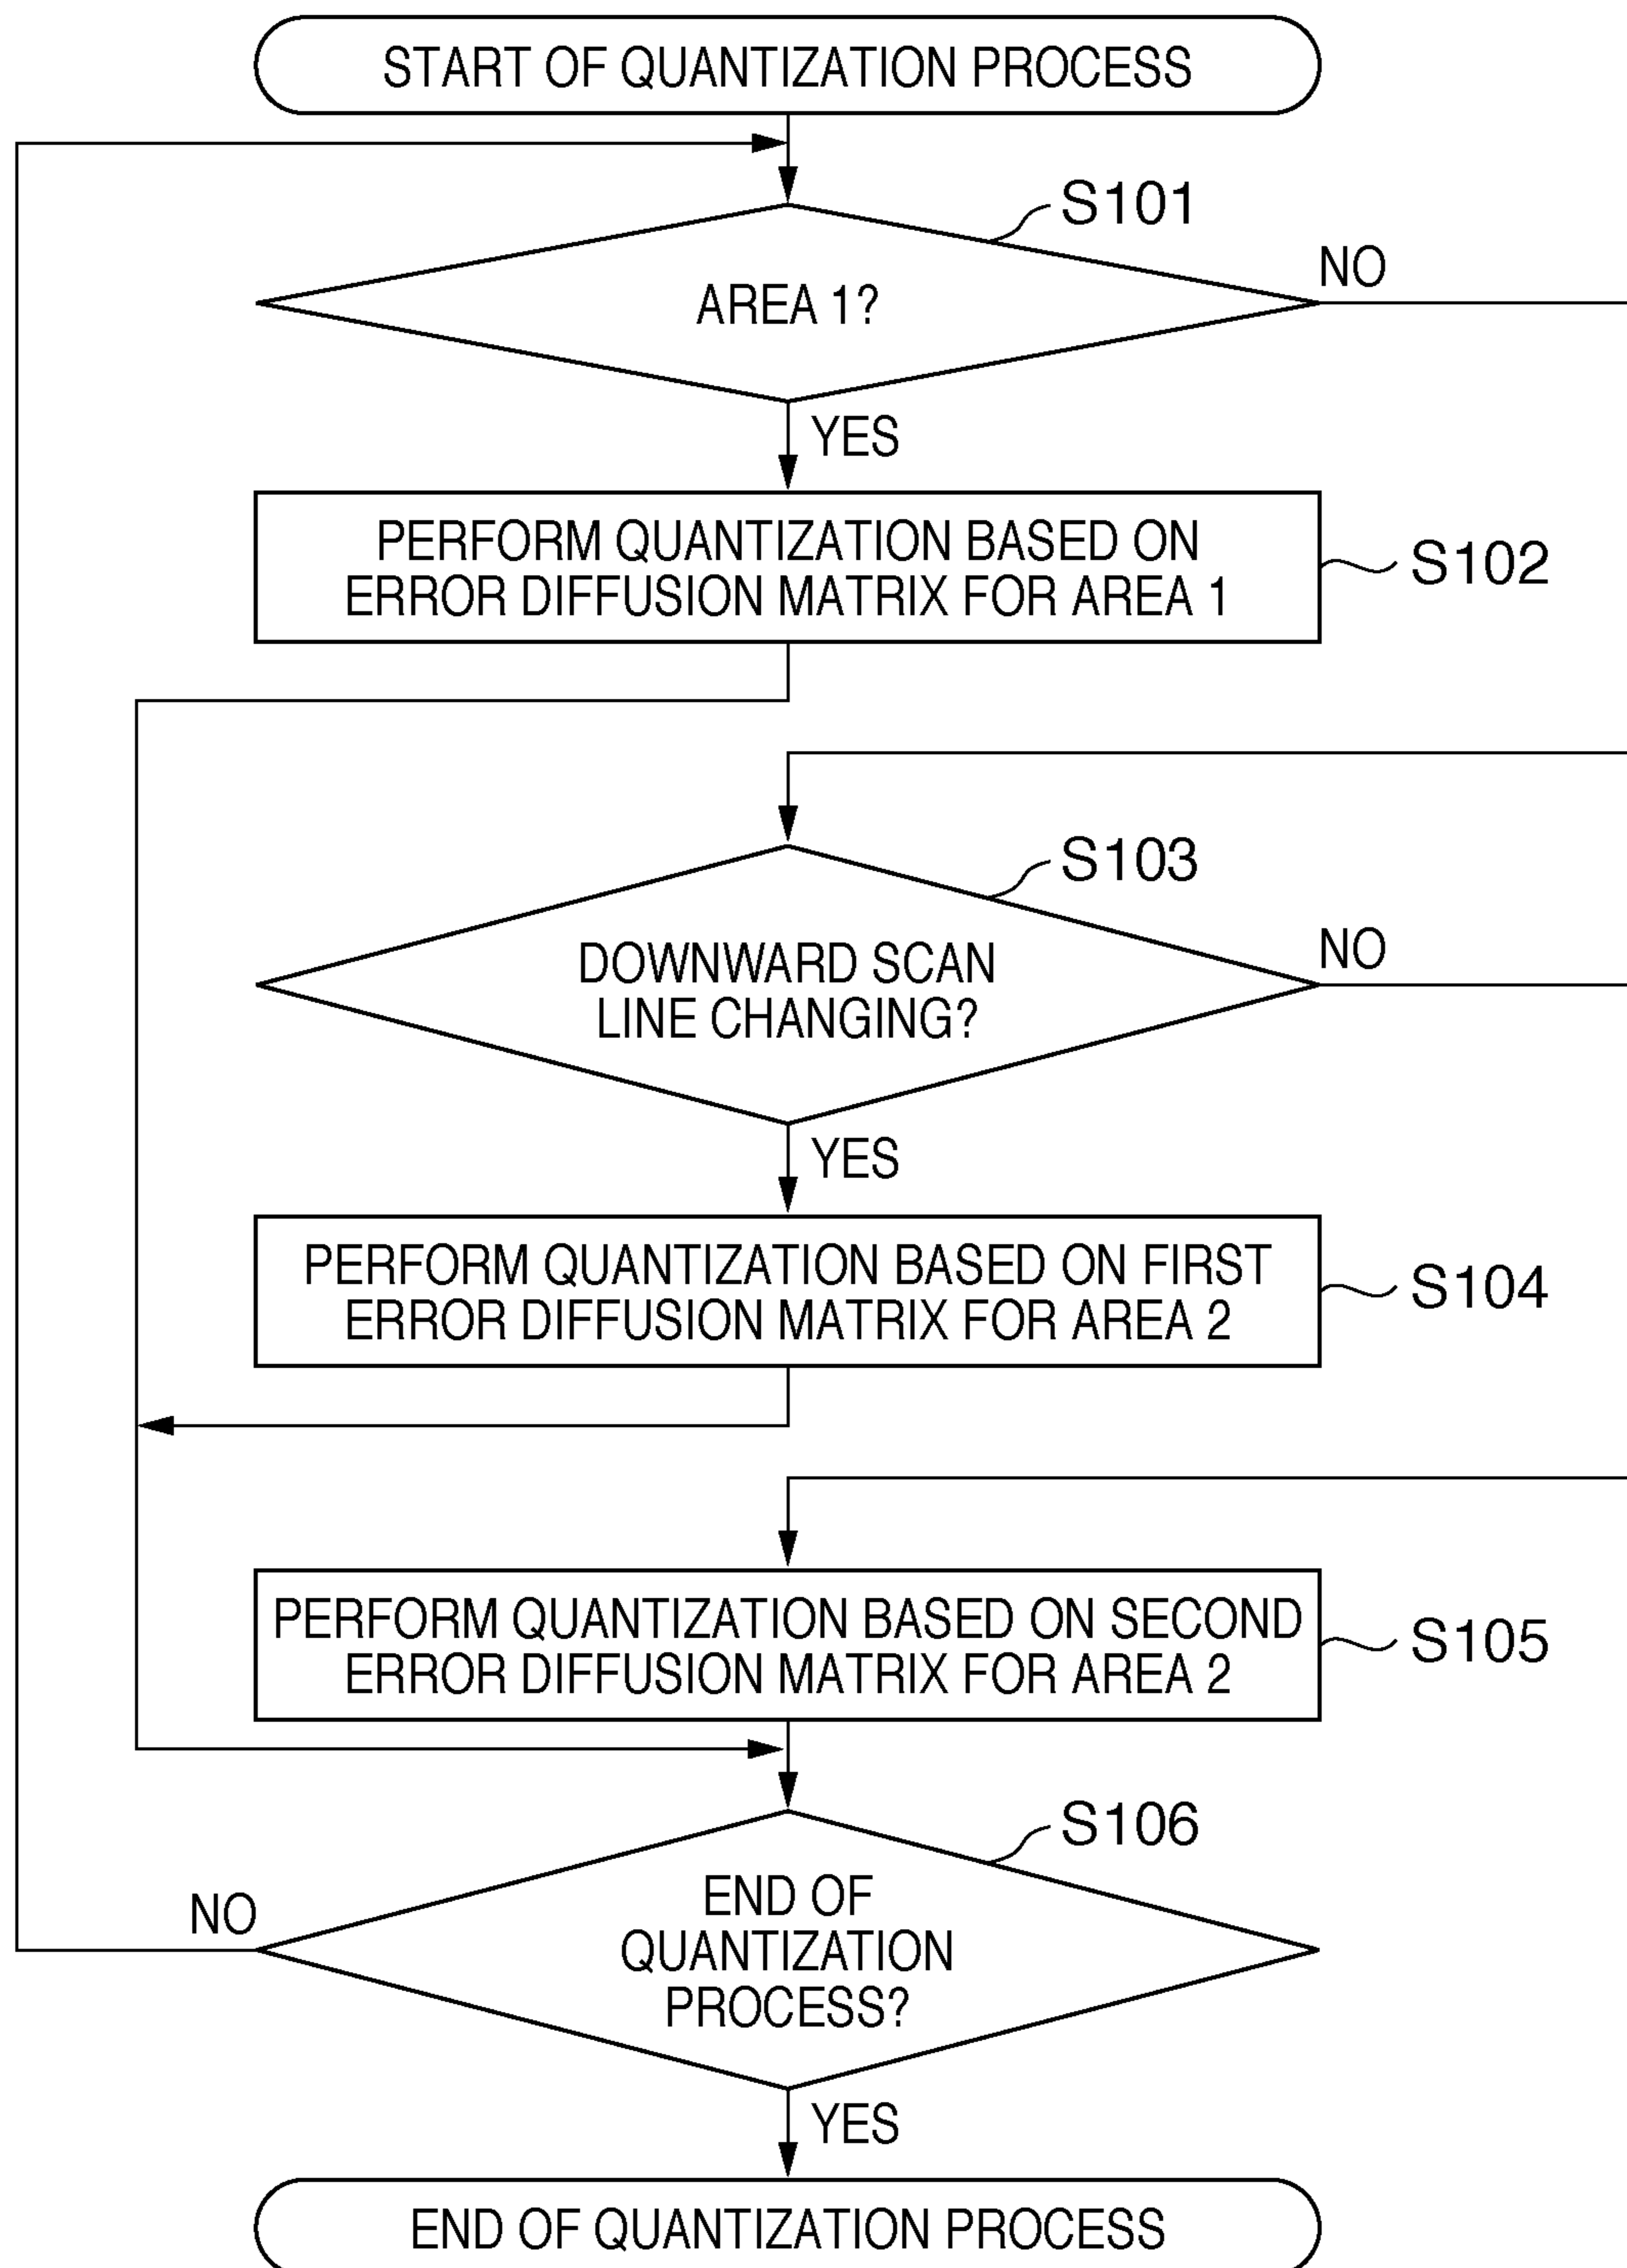 START OF QUANTIZATION PROCESS
S101
NO
AREA 1?
YES
PERFORM QUANTIZATION BASED ON
ERROR DIFFUSION MATRIX FOR AREA 1
S102
S103
NO
DOWNWARD SCAN
LINE CHANGING?
YES
PERFORM QUANTIZATION BASED ON FIRST
ERROR DIFFUSION MATRIX FOR AREA 2
S104
PERFORM QUANTIZATION BASED ON SECOND
ERROR DIFFUSION MATRIX FOR AREA 2
S105
S106
NO
END OF
QUANTIZATION
PROCESS?
YES
END OF QUANTIZATION PROCESS